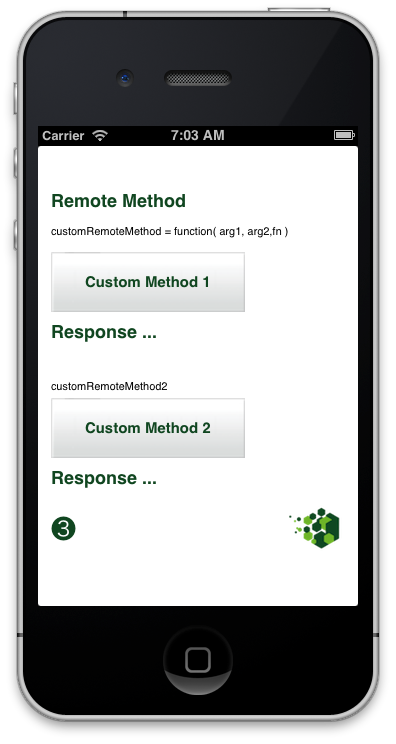 Carrier 7:03 AM
Remote Method
customRemoteMethod = function( arg1, arg2,fn )
Custom Method 1
Response ...
customRemoteMethod2
Custom Method 2
Response ...
3